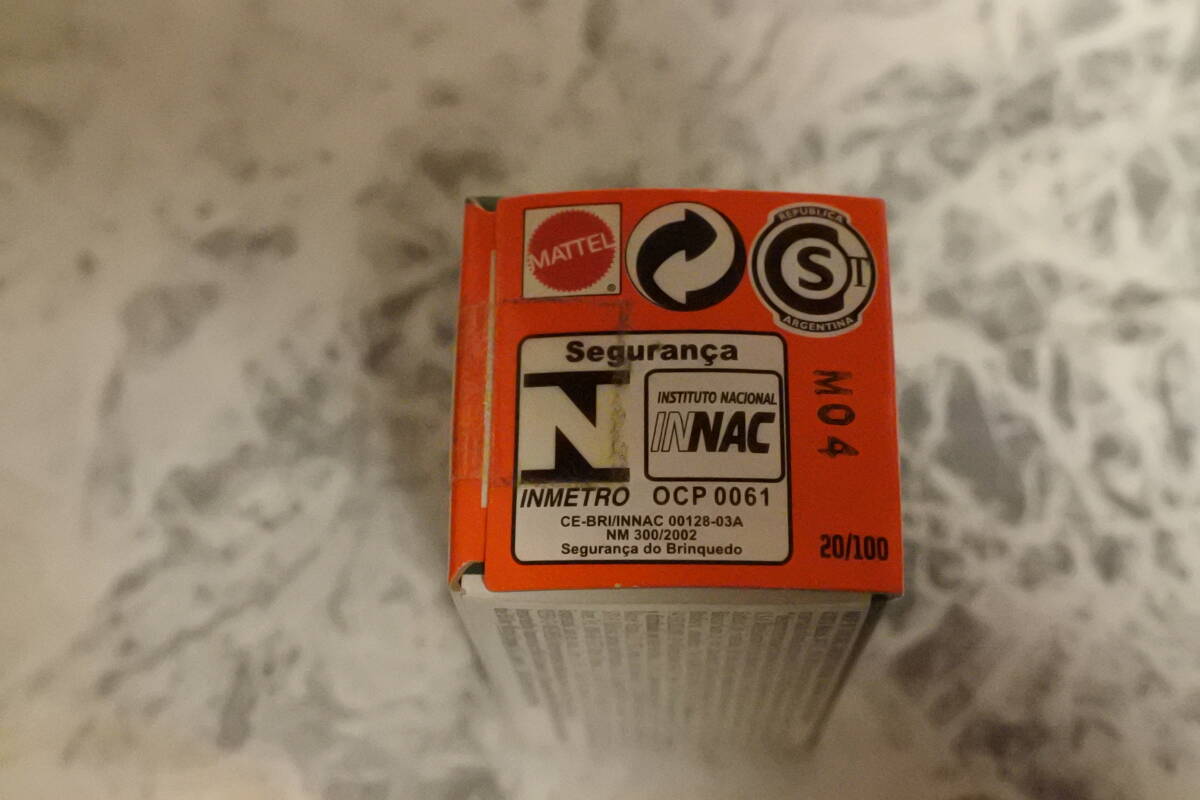 MATTEL
®
REPUBLICA
S T
ARGENTINA
Segurança
N
INSTITUTO NACIONAL
INNAC
INMETRO OCP 0061
CE-BRI/INNAC 00128-03A
NM 300/2002
Segurança do Brinquedo
M04
20/100